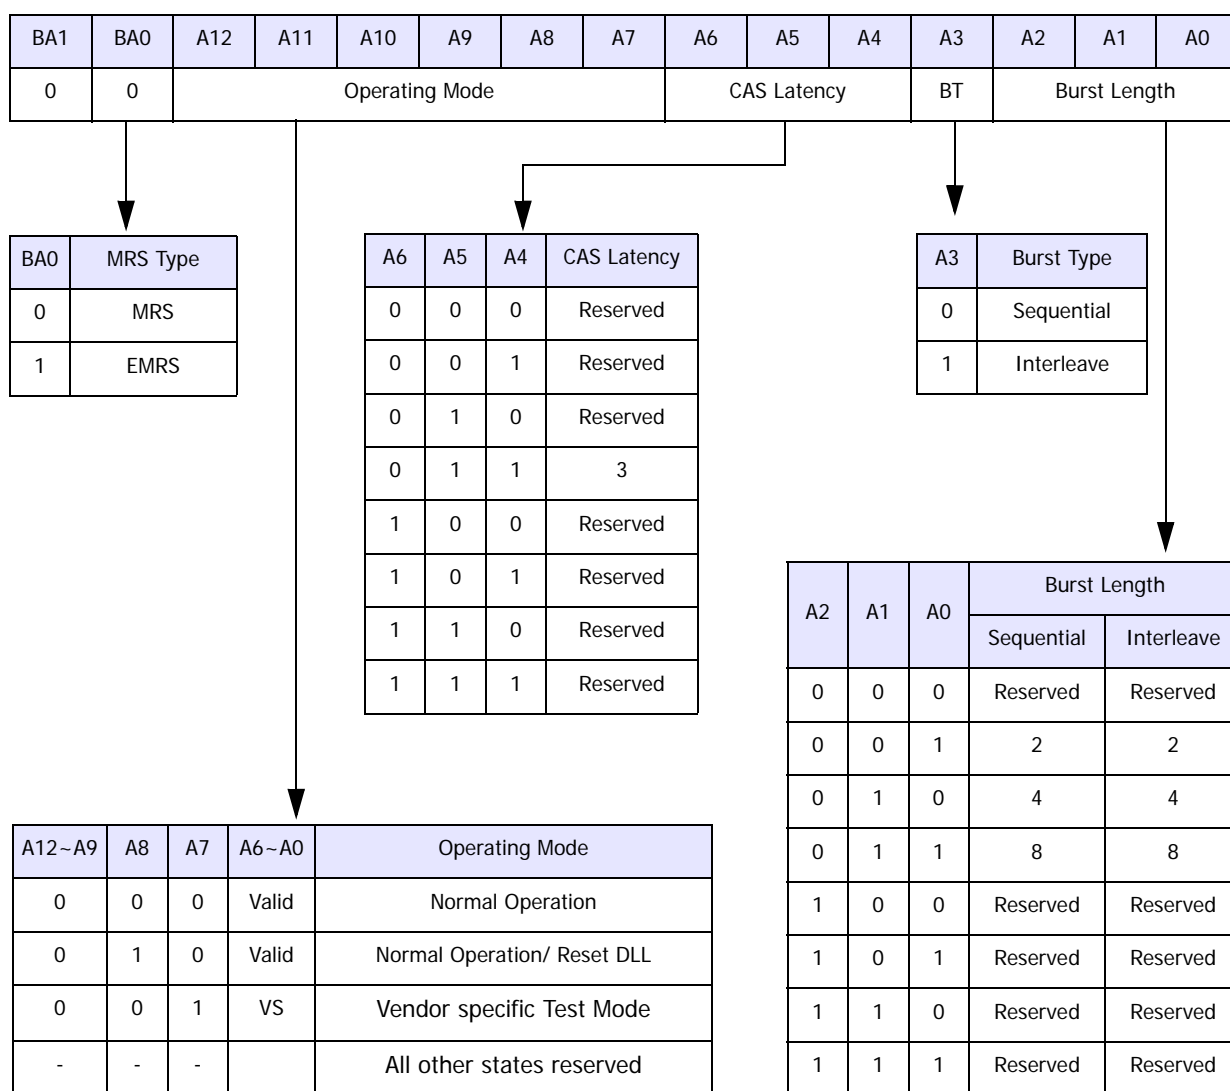 BA1 BA0 A12 A11 A10 A9 A8 A7 A6 A5 A4 A3 A2 A1 A0
0 0 Operating Mode CAS Latency BT Burst Length
BA0 MRS Type
0 MRS
1 EMRS
A6 A5 A4 CAS Latency
0 0 0 Reserved
0 0 1 Reserved
0 1 0 Reserved
0 1 1 3
1 0 0 Reserved
1 0 1 Reserved
1 1 0 Reserved
1 1 1 Reserved
A3 Burst Type
0 Sequential
1 Interleave
A12~A9 A8 A7 A6~A0 Operating Mode
0 0 0 Valid Normal Operation
0 1 0 Valid Normal Operation/ Reset DLL
0 0 1 VS Vendor specific Test Mode
- - - All other states reserved
A2 A1 A0 Burst Length
Sequential Interleave
0 0 0 Reserved Reserved
0 0 1 2 2
0 1 0 4 4
0 1 1 8 8
1 0 0 Reserved Reserved
1 0 1 Reserved Reserved
1 1 0 Reserved Reserved
1 1 1 Reserved Reserved